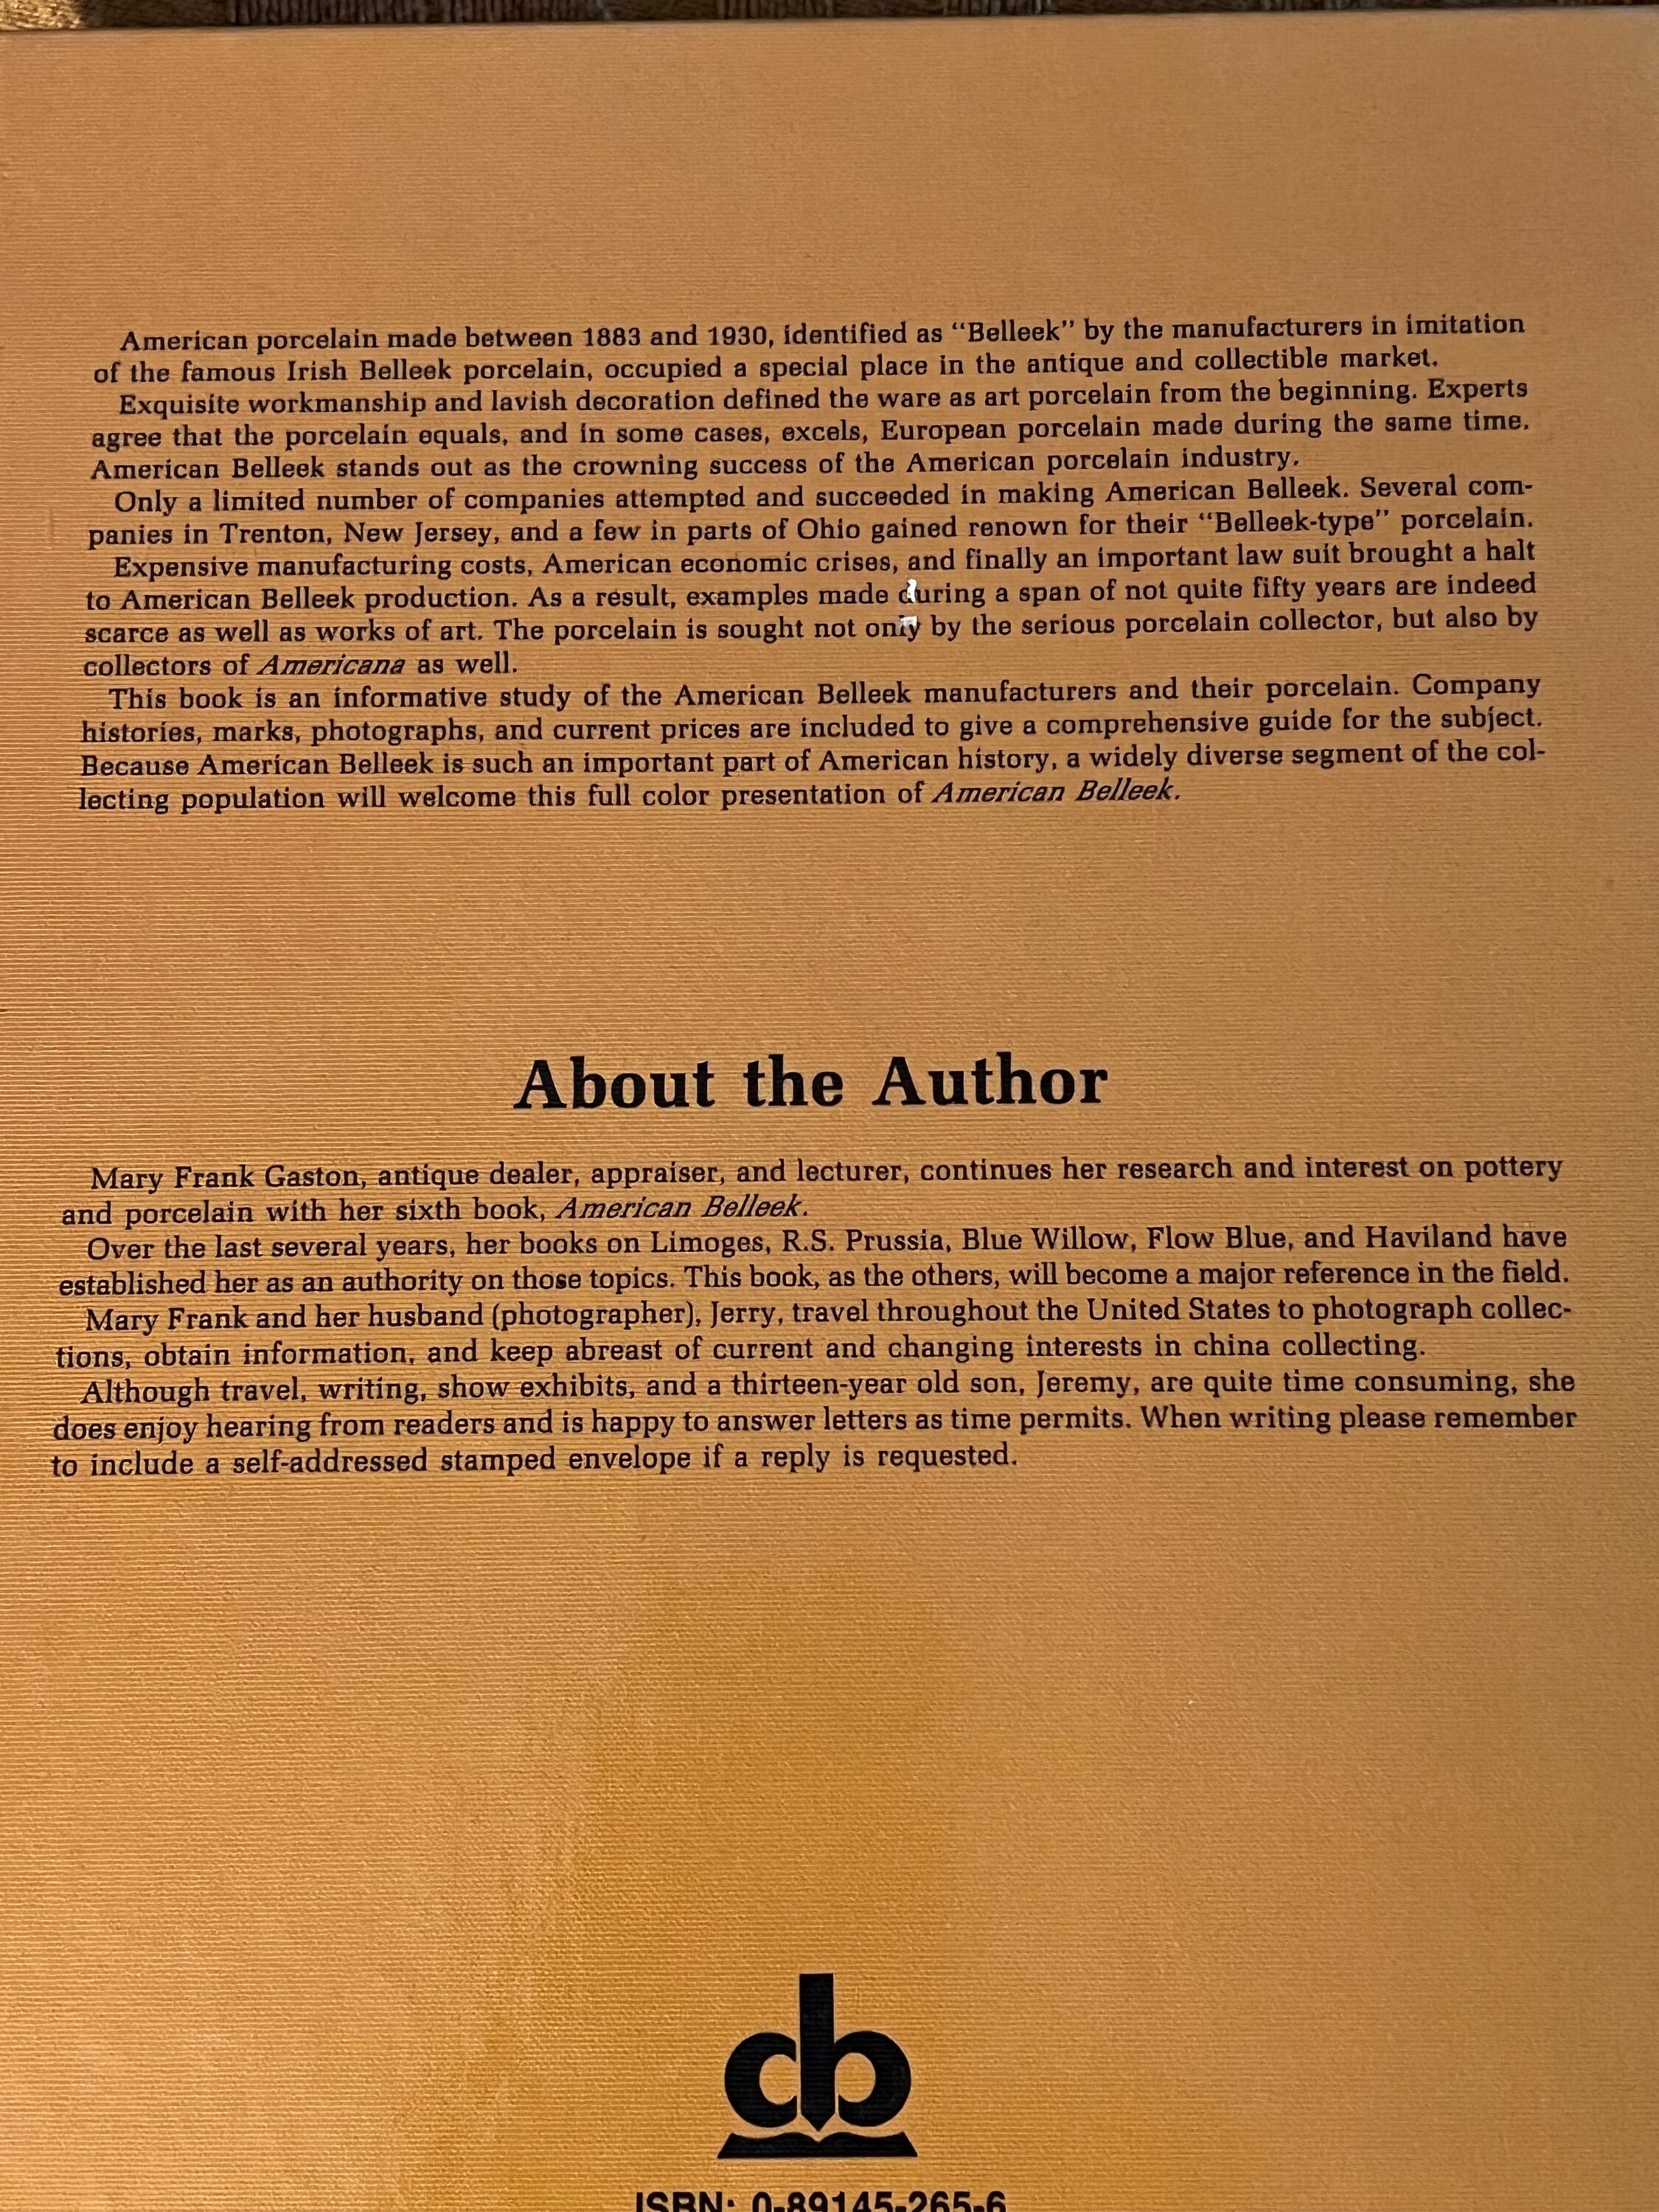 American porcelain made between 1883 and 1930, identified as “Belleek” by the manufacturers in imitation
of the famous Irish Belleek porcelain, occupied a special place in the antique and collectible market.
Exquisite workmanship and lavish decoration defined the ware as art porcelain from the beginning. Experts
agree that the porcelain equals, and in some cases, excels, European porcelain made during the same time.
American Belleek stands out as the crowning success of the American porcelain industry.
Only a limited number of companies attempted and succeeded in making American Belleek. Several com-
panies in Trenton, New Jersey, and a few in parts of Ohio gained renown for their “Belleek-type” porcelain.
Expensive manufacturing costs, American economic crises, and finally an important law suit brought a halt
to American Belleek production. As a result, examples made during a span of not quite fifty years are indeed
scarce as well as works of art. The porcelain is sought not only by the serious porcelain collector, but also by
collectors of Americana as well.
This book is an informative study of the American Belleek manufacturers and their porcelain. Company
histories, marks, photographs, and current prices are included to give a comprehensive guide for the subject.
Because American Belleek is such an important part of American history, a widely diverse segment of the col-
lecting population will welcome this full color presentation of American Belleek.
About the Author
Mary Frank Gaston, antique dealer, appraiser, and lecturer, continues her research and interest on pottery
and porcelain with her sixth book, American Belleek.
Over the last several years, her books on Limoges, R.S. Prussia, Blue Willow, Flow Blue, and Haviland have
established her as an authority on those topics. This book, as the others, will become a major reference in the field.
Mary Frank and her husband (photographer), Jerry, travel throughout the United States to photograph collec-
tions, obtain information, and keep abreast of current and changing interests in china collecting.
Although travel, writing, show exhibits, and a thirteen-year old son, Jeremy, are quite time consuming, she
does enjoy hearing from readers and is happy to answer letters as time permits. When writing please remember
to include a self-addressed stamped envelope if a reply is requested.
cb
ISBN: 0-89145-265-6